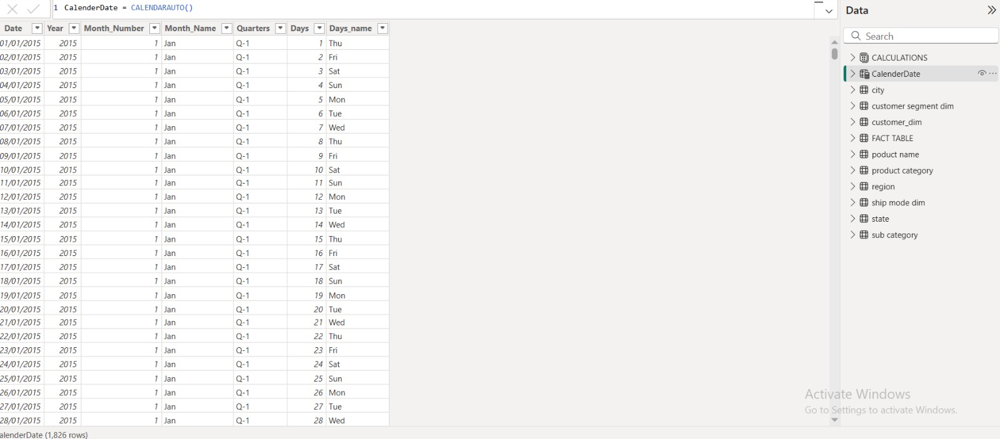 1 CalenderDate = CALENDARAUTO()
Date Year Month_Number Month_Name Quarters Days Days_name
01/01/2015 2015 1 Jan Q-1 1 Thu
02/01/2015 2015 1 Jan Q-1 2 Fri
03/01/2015 2015 1 Jan Q-1 3 Sat
04/01/2015 2015 1 Jan Q-1 4 Sun
05/01/2015 2015 1 Jan Q-1 5 Mon
06/01/2015 2015 1 Jan Q-1 6 Tue
07/01/2015 2015 1 Jan Q-1 7 Wed
08/01/2015 2015 1 Jan Q-1 8 Thu
09/01/2015 2015 1 Jan Q-1 9 Fri
10/01/2015 2015 1 Jan Q-1 10 Sat
11/01/2015 2015 1 Jan Q-1 11 Sun
12/01/2015 2015 1 Jan Q-1 12 Mon
13/01/2015 2015 1 Jan Q-1 13 Tue
14/01/2015 2015 1 Jan Q-1 14 Wed
15/01/2015 2015 1 Jan Q-1 15 Thu
16/01/2015 2015 1 Jan Q-1 16 Fri
17/01/2015 2015 1 Jan Q-1 17 Sat
18/01/2015 2015 1 Jan Q-1 18 Sun
19/01/2015 2015 1 Jan Q-1 19 Mon
20/01/2015 2015 1 Jan Q-1 20 Tue
21/01/2015 2015 1 Jan Q-1 21 Wed
22/01/2015 2015 1 Jan Q-1 22 Thu
23/01/2015 2015 1 Jan Q-1 23 Fri
24/01/2015 2015 1 Jan Q-1 24 Sat
25/01/2015 2015 1 Jan Q-1 25 Sun
26/01/2015 2015 1 Jan Q-1 26 Mon
27/01/2015 2015 1 Jan Q-1 27 Tue
28/01/2015 2015 1 Jan Q-1 28 Wed
alenderDate (1,826 rows)
Data
Search
CALCULATIONS
CalenderDate
city
customer segment dim
customer_dim
FACT TABLE
poduct name
product category
region
ship mode dim
state
sub category
Activate Windows
Go to Settings to activate Windows.